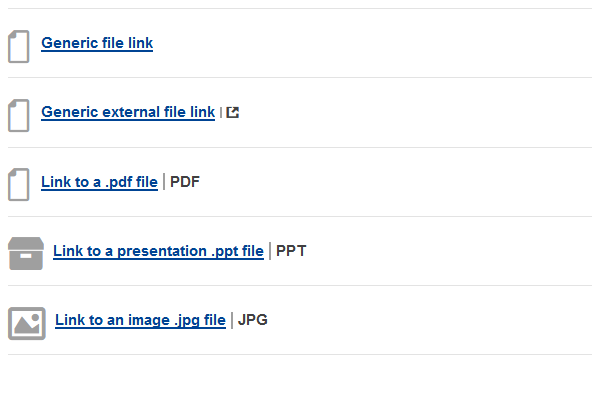 Generic file link
Generic external file link
Link to a .pdf file | PDF
Link to a presentation .ppt file | PPT
Link to an image .jpg file | JPG